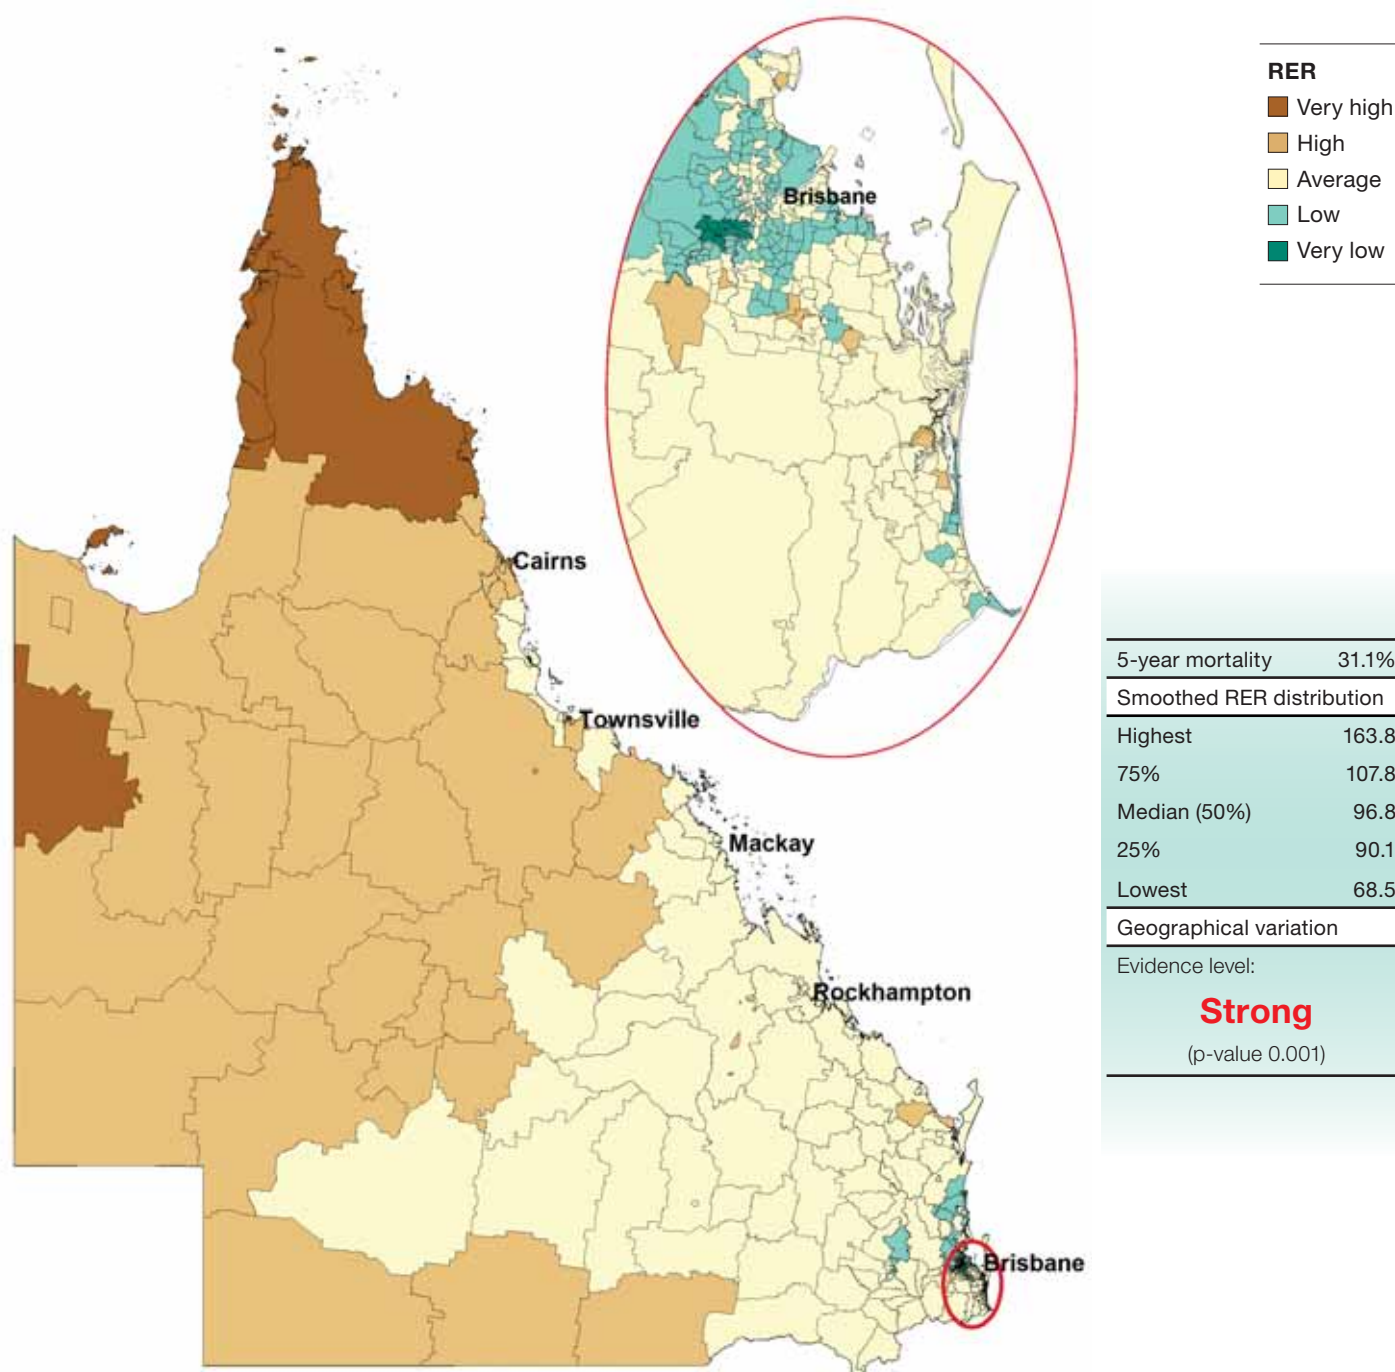 RER
Very high
High
Average
Low
Very low
Brisbane
Cairns
Townsville
Mackay
Rockhampton
Brisbane
5-year mortality 31.1%
Smoothed RER distribution
Highest 163.8
75% 107.8
Median (50%) 96.8
25% 90.1
Lowest 68.5
Geographical variation
Evidence level:
Strong
(p-value 0.001)